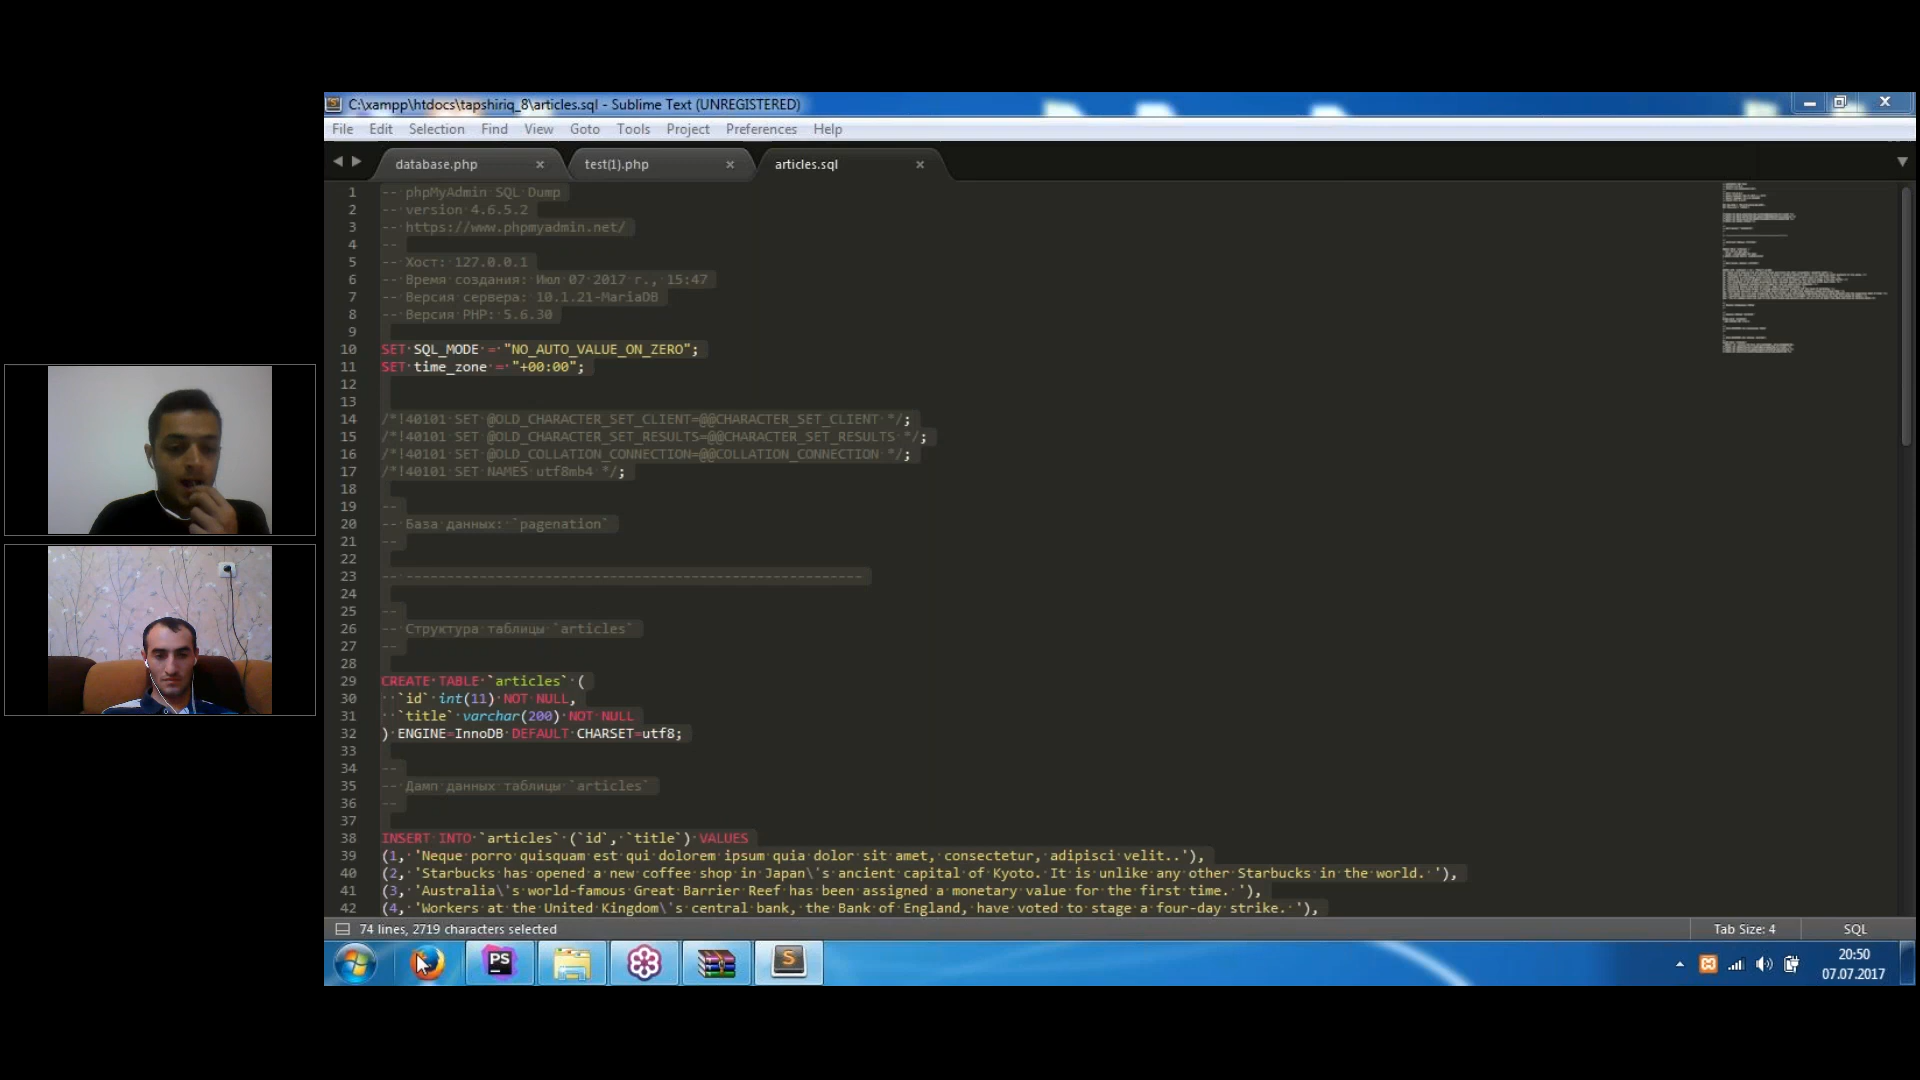 C:\xampp\htdocs\tapshiriq_8\articles.sql - Sublime Text (UNREGISTERED)
File Edit Selection Find View Goto Tools Project Preferences Help
database.php × test(1).php × articles.sql ×
1 -- phpMyAdmin SQL Dump
2 -- version 4.6.5.2
3 -- https://www.phpmyadmin.net/
4 --
5 -- Хост: 127.0.0.1
6 -- Время создания: Июл 07 2017 г., 15:47
7 -- Версия сервера: 10.1.21-MariaDB
8 -- Версия PHP: 5.6.30
9
10 SET SQL_MODE = "NO_AUTO_VALUE_ON_ZERO";
11 SET time_zone = "+00:00";
12
13
14 /*!40101 SET @OLD_CHARACTER_SET_CLIENT=@@CHARACTER_SET_CLIENT */;
15 /*!40101 SET @OLD_CHARACTER_SET_RESULTS=@@CHARACTER_SET_RESULTS */;
16 /*!40101 SET @OLD_COLLATION_CONNECTION=@@COLLATION_CONNECTION */;
17 /*!40101 SET NAMES utf8mb4 */;
18
19 --
20 -- База данных: `pagenation`
21 --
22
23 -- --------------------------------------------------------
24
25 --
26 -- Структура таблицы `articles`
27 --
28
29 CREATE TABLE `articles` (
30 `id` int(11) NOT NULL,
31 `title` varchar(200) NOT NULL
32 ) ENGINE=InnoDB DEFAULT CHARSET=utf8;
33
34 --
35 -- Дамп данных таблицы `articles`
36 --
37
38 INSERT INTO `articles` (`id`, `title`) VALUES
39 (1, 'Neque porro quisquam est qui dolorem ipsum quia dolor sit amet, consectetur, adipisci velit..'),
40 (2, 'Starbucks has opened a new coffee shop in Japan\'s ancient capital of Kyoto. It is unlike any other Starbucks in the world. '),
41 (3, 'Australia\'s world-famous Great Barrier Reef has been assigned a monetary value for the first time. '),
42 (4, 'Workers at the United Kingdom\'s central bank, the Bank of England, have voted to stage a four-day strike. '),
74 lines, 2719 characters selected Tab Size: 4 SQL
PS
S
20:50
07.07.2017